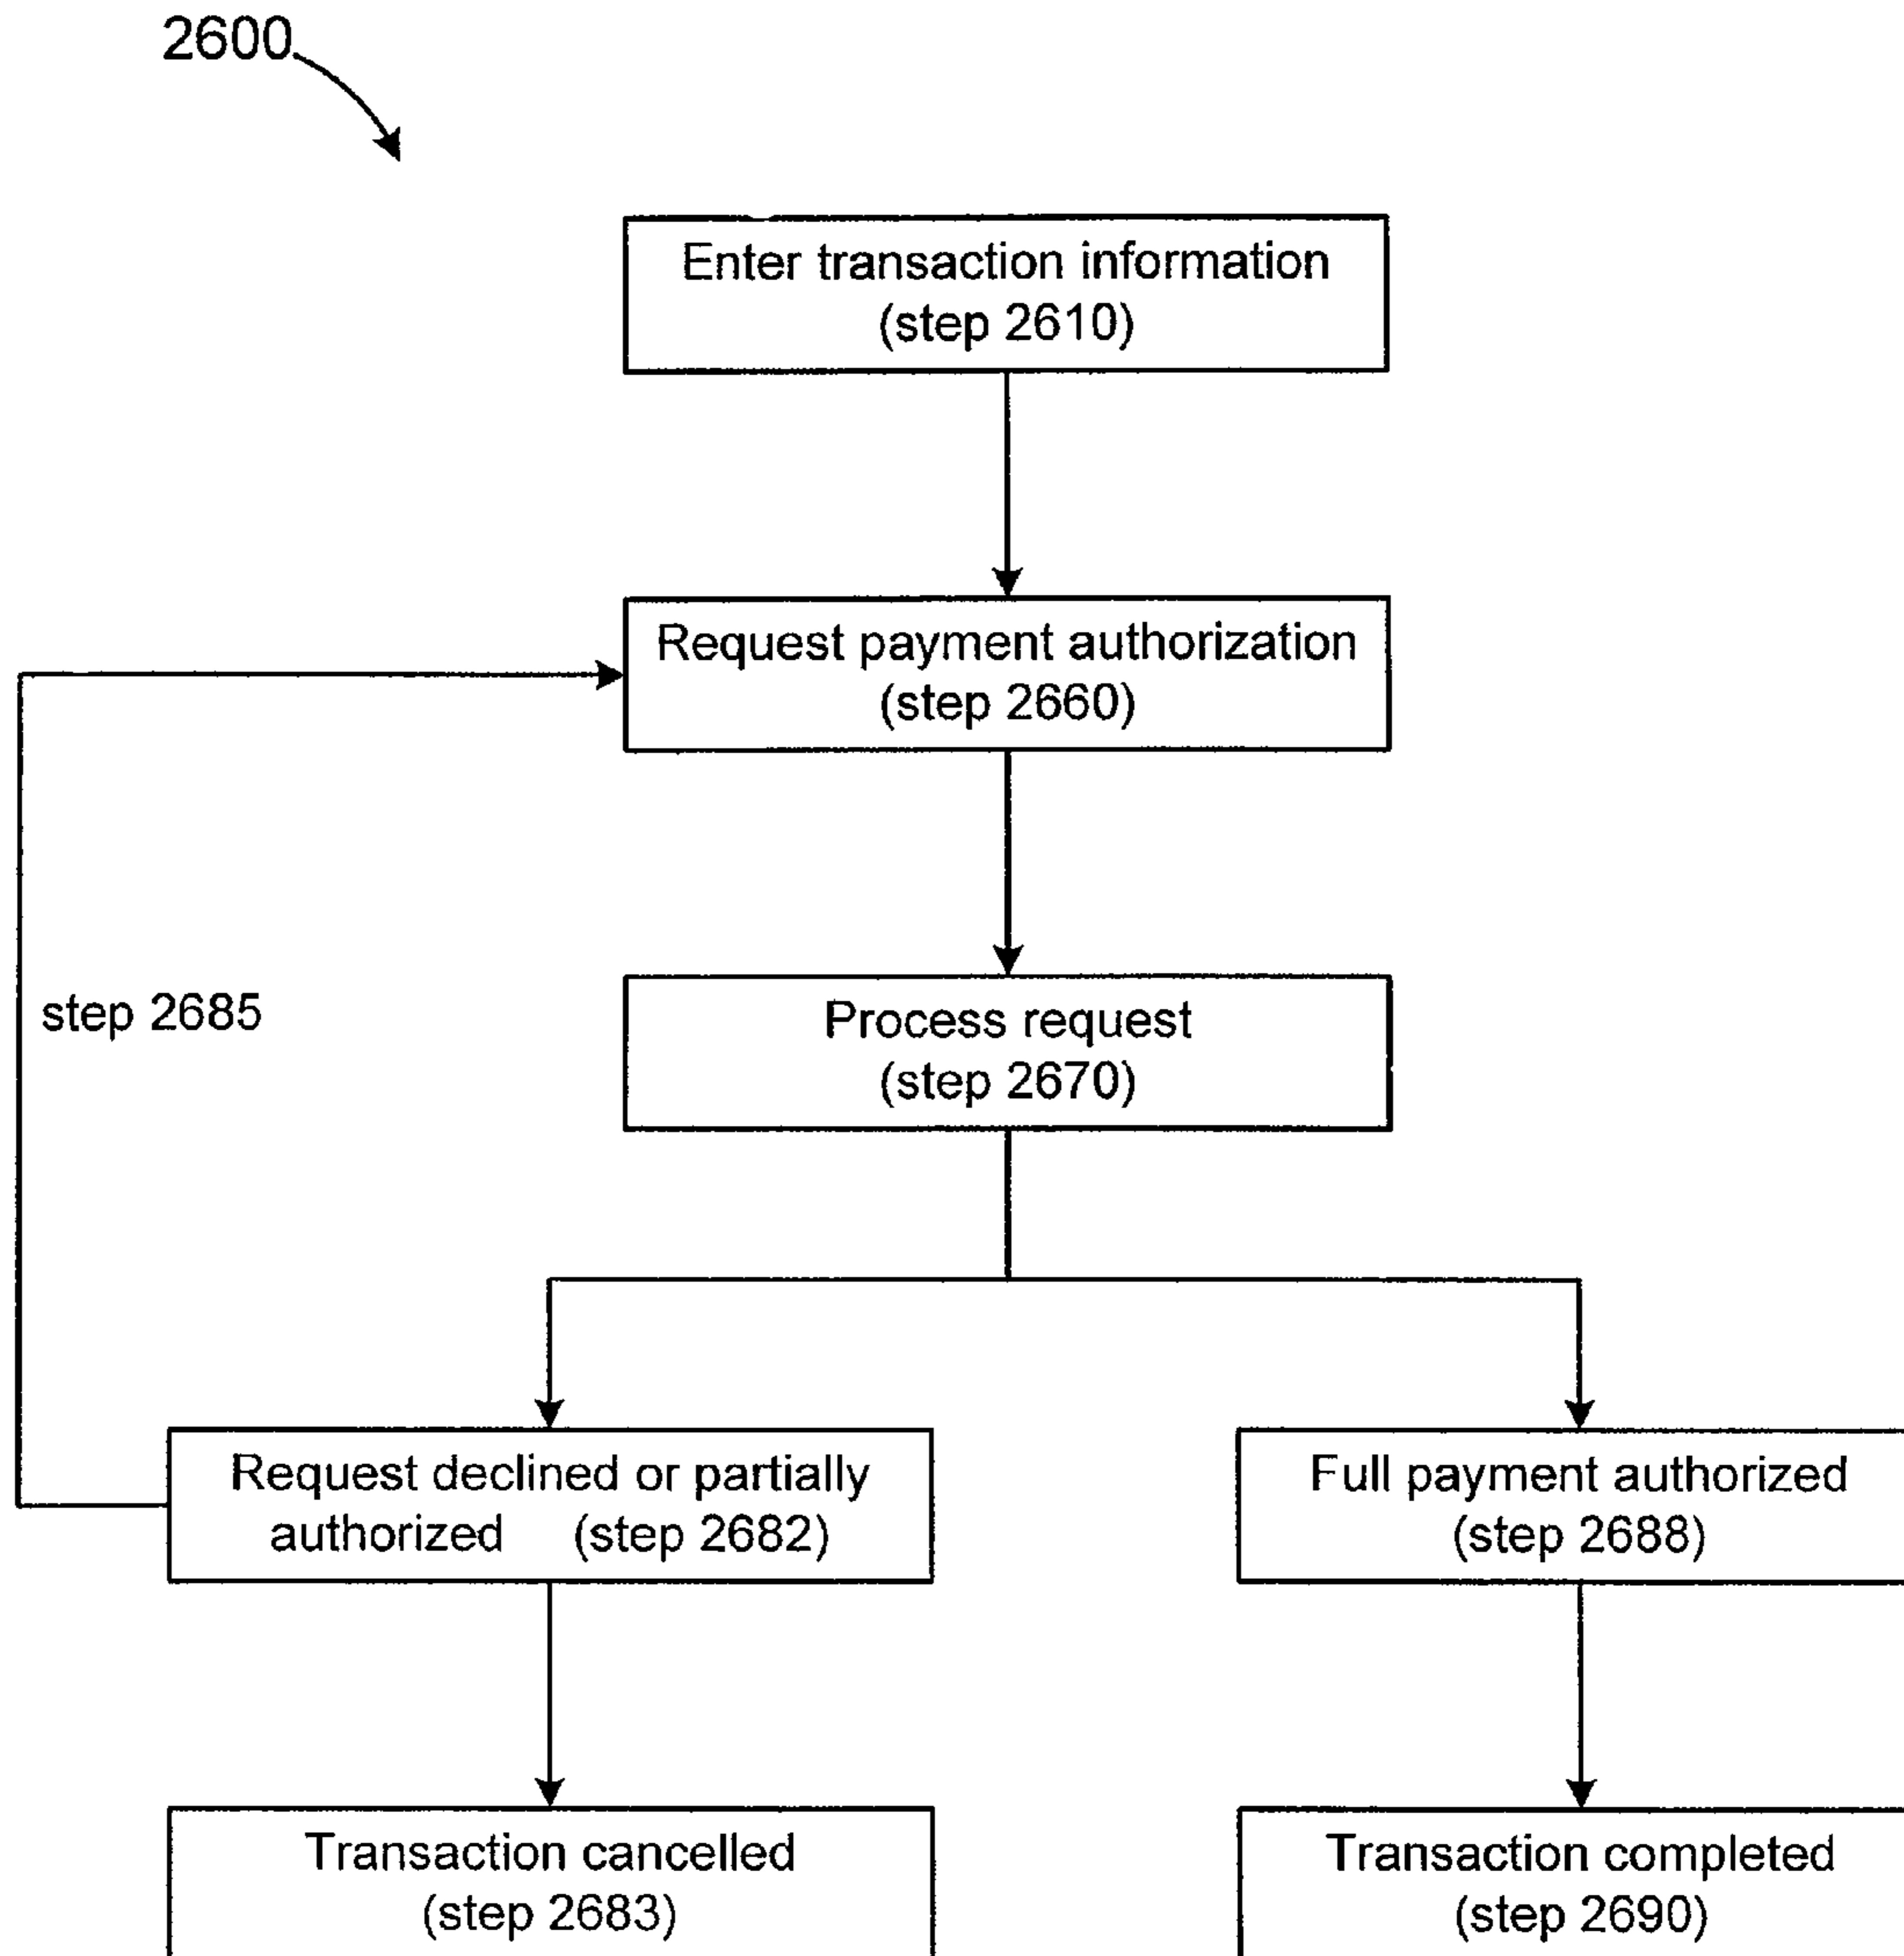 2600
Enter transaction information
(step 2610)
Request payment authorization
(step 2660)
Process request
(step 2670)
step 2685
Request declined or partially
authorized (step 2682)
Full payment authorized
(step 2688)
Transaction cancelled
(step 2683)
Transaction completed
(step 2690)